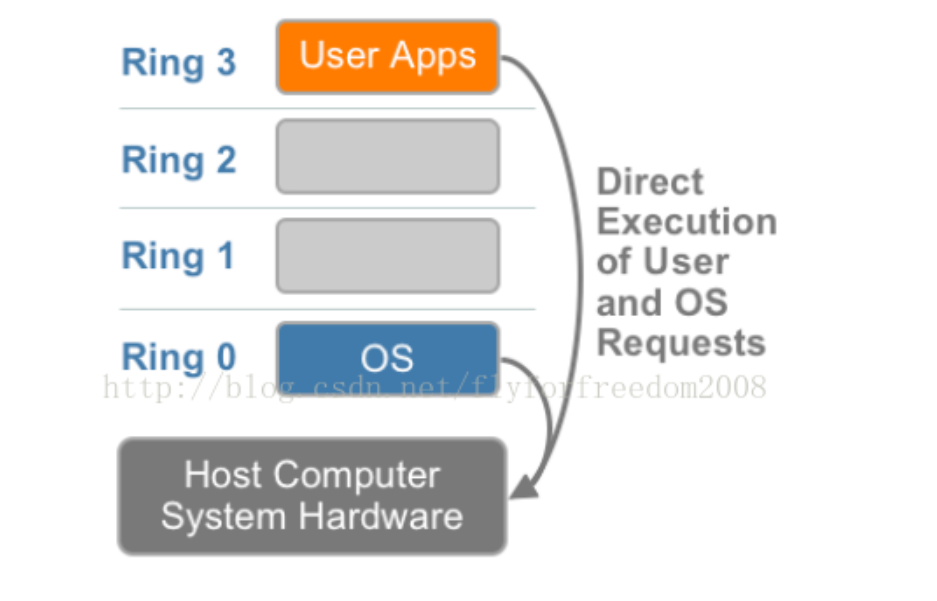 Ring 3
User Apps
Ring 2
Ring 1
Direct
Execution
of User
and OS
Requests
Ring 0
OS
http://blog.csdn.net/flyforfreedom2008
Host Computer
System Hardware